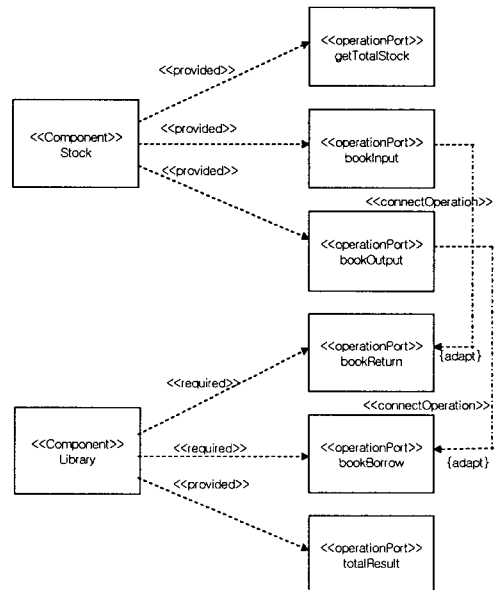 <<operationPort>>
getTotalStock
<<provided>>
<<Component>>
Stock
<<provided>>
<<operationPort>>
bookInput
<<provided>>
<<connectOperation>>
<<operationPort>>
bookOutput
<<operationPort>>
bookReturn
{adapt}
<<required>>
<<connectOperation>>
<<Component>>
Library
<<required>>
<<operationPort>>
bookBorrow
{adapt}
<<provided>>
<<operationPort>>
totalResult